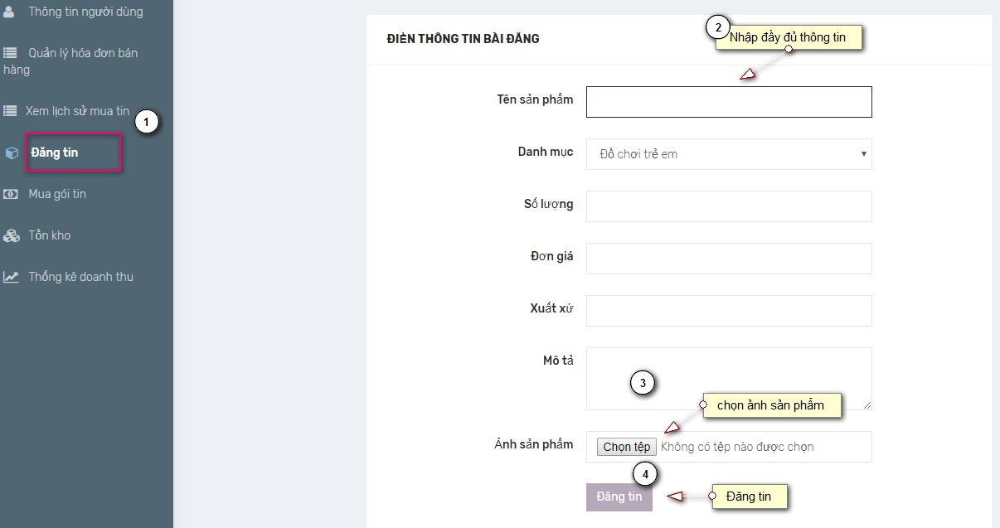 Thông tin người dùng
Quản lý hóa đơn bán
hàng
Xem lịch sử mua tin
1
Đăng tin
Mua gói tin
Tồn kho
Thống kê doanh thu
ĐIỀN THÔNG TIN BÀI ĐĂNG
2
Nhập đầy đủ thông tin
Tên sản phẩm
Danh mục
Đồ chơi trẻ em
Số lượng
Đơn giá
Xuất xứ
Mô tả
3
chọn ảnh sản phẩm
Ảnh sản phẩm
Chọn tệp Không có tệp nào được chọn
4
Đăng tin
Đăng tin